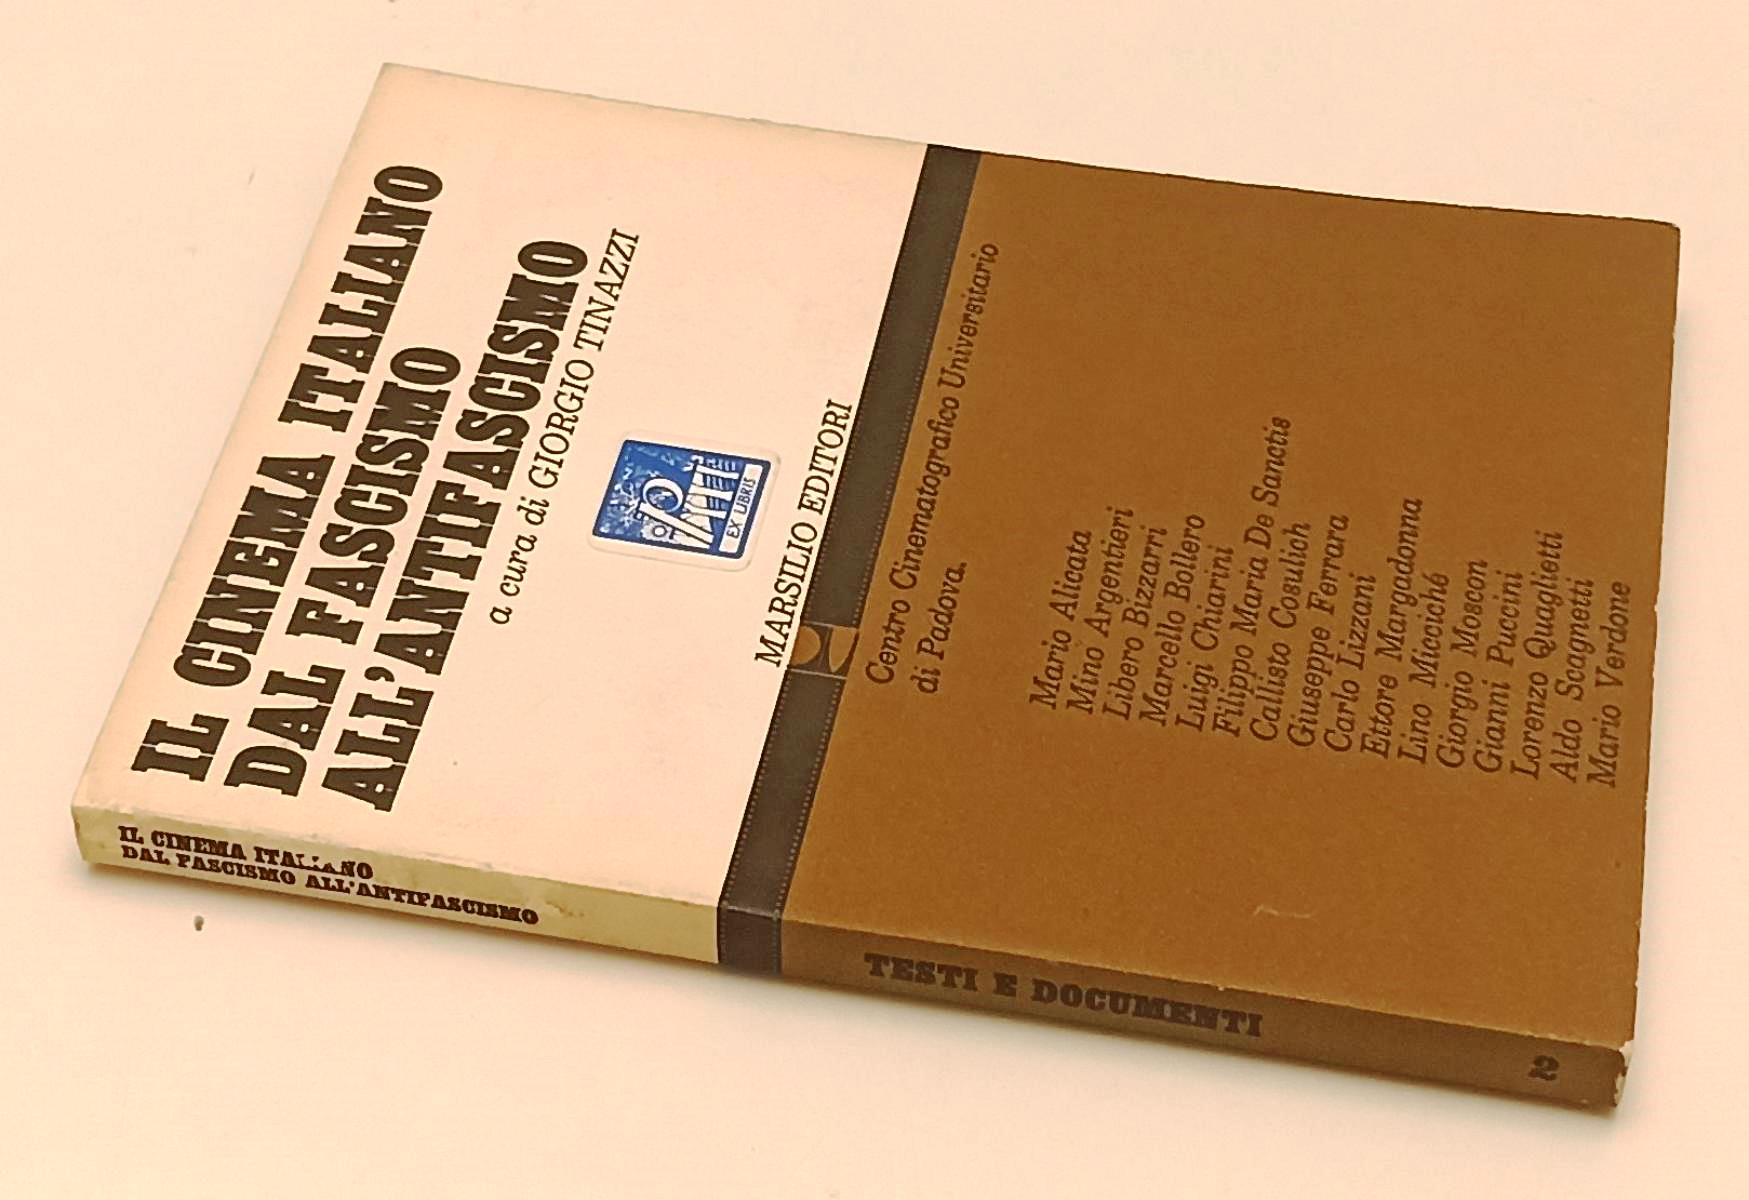 IL CINEMA ITALIANO
DAL FASCISMO
ALL'ANTIFASCISMO
a cura di GIORGIO TINAZZI
EX LIBRIS
MARSILIO EDITORI
Centro Cinematografico Universitario
di Padova.
Mario Alicata
Mino Argentieri
Libero Bizzarri
Marcello Bollero
Luigi Chiarini
Filippo Maria De Sanctis
Callisto Cosulich
Giuseppe Ferrara
Carlo Lizzani
Ettore Margadonna
Lino Micciché
Giorgio Moscon
Gianni Puccini
Lorenzo Quaglietti
Aldo Scagnetti
Mario Verdone
IL CINEMA ITALIANO
DAL FASCISMO ALL'ANTIFASCISMO
TESTI E DOCUMENTI
2